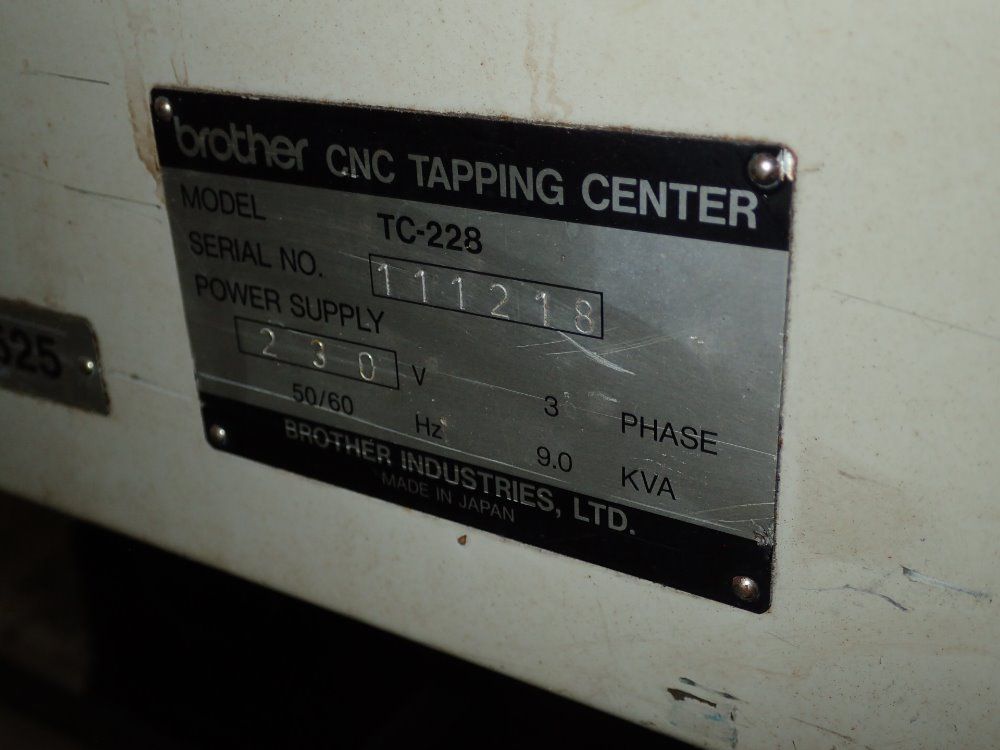 brother CNC TAPPING CENTER
MODEL TC-228
SERIAL NO. 111218
POWER SUPPLY
230 V 3 PHASE
50/60 Hz 9.0 KVA
BROTHER INDUSTRIES, LTD.
MADE IN JAPAN
25